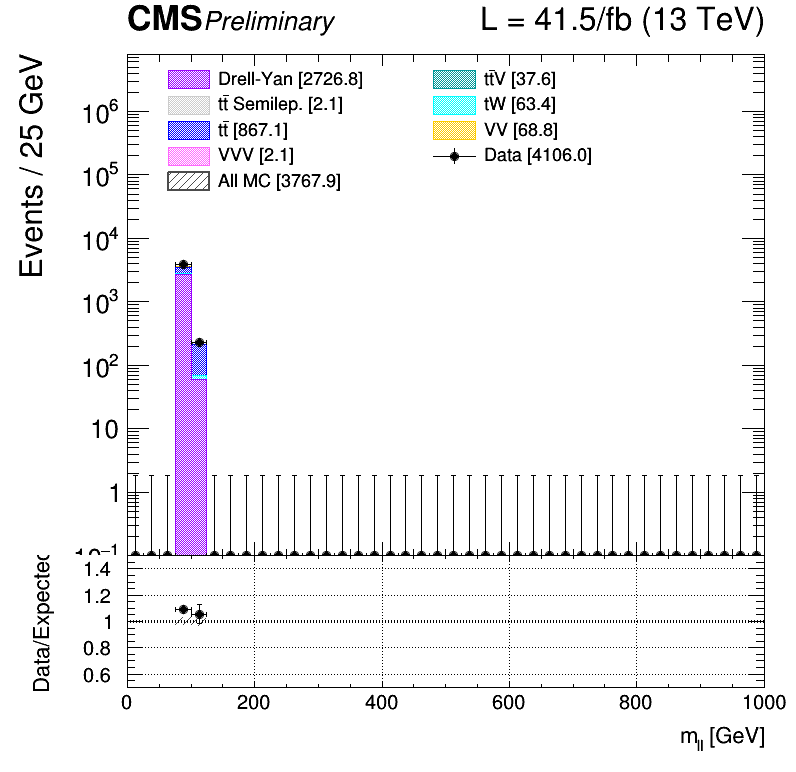 CMS Preliminary L = 41.5/fb (13 TeV)
Events / 25 GeV
Drell-Yan [2726.8]
tt̄ Semilep. [2.1]
tt̄ [867.1]
VVV [2.1]
All MC [3767.9]
tt̄V [37.6]
tW [63.4]
VV [68.8]
Data [4106.0]
10⁶
10⁵
10⁴
10³
10²
10
1
Data/Expected
1.4
1.2
1
0.8
0.6
0 200 400 600 800 1000
m_ll [GeV]